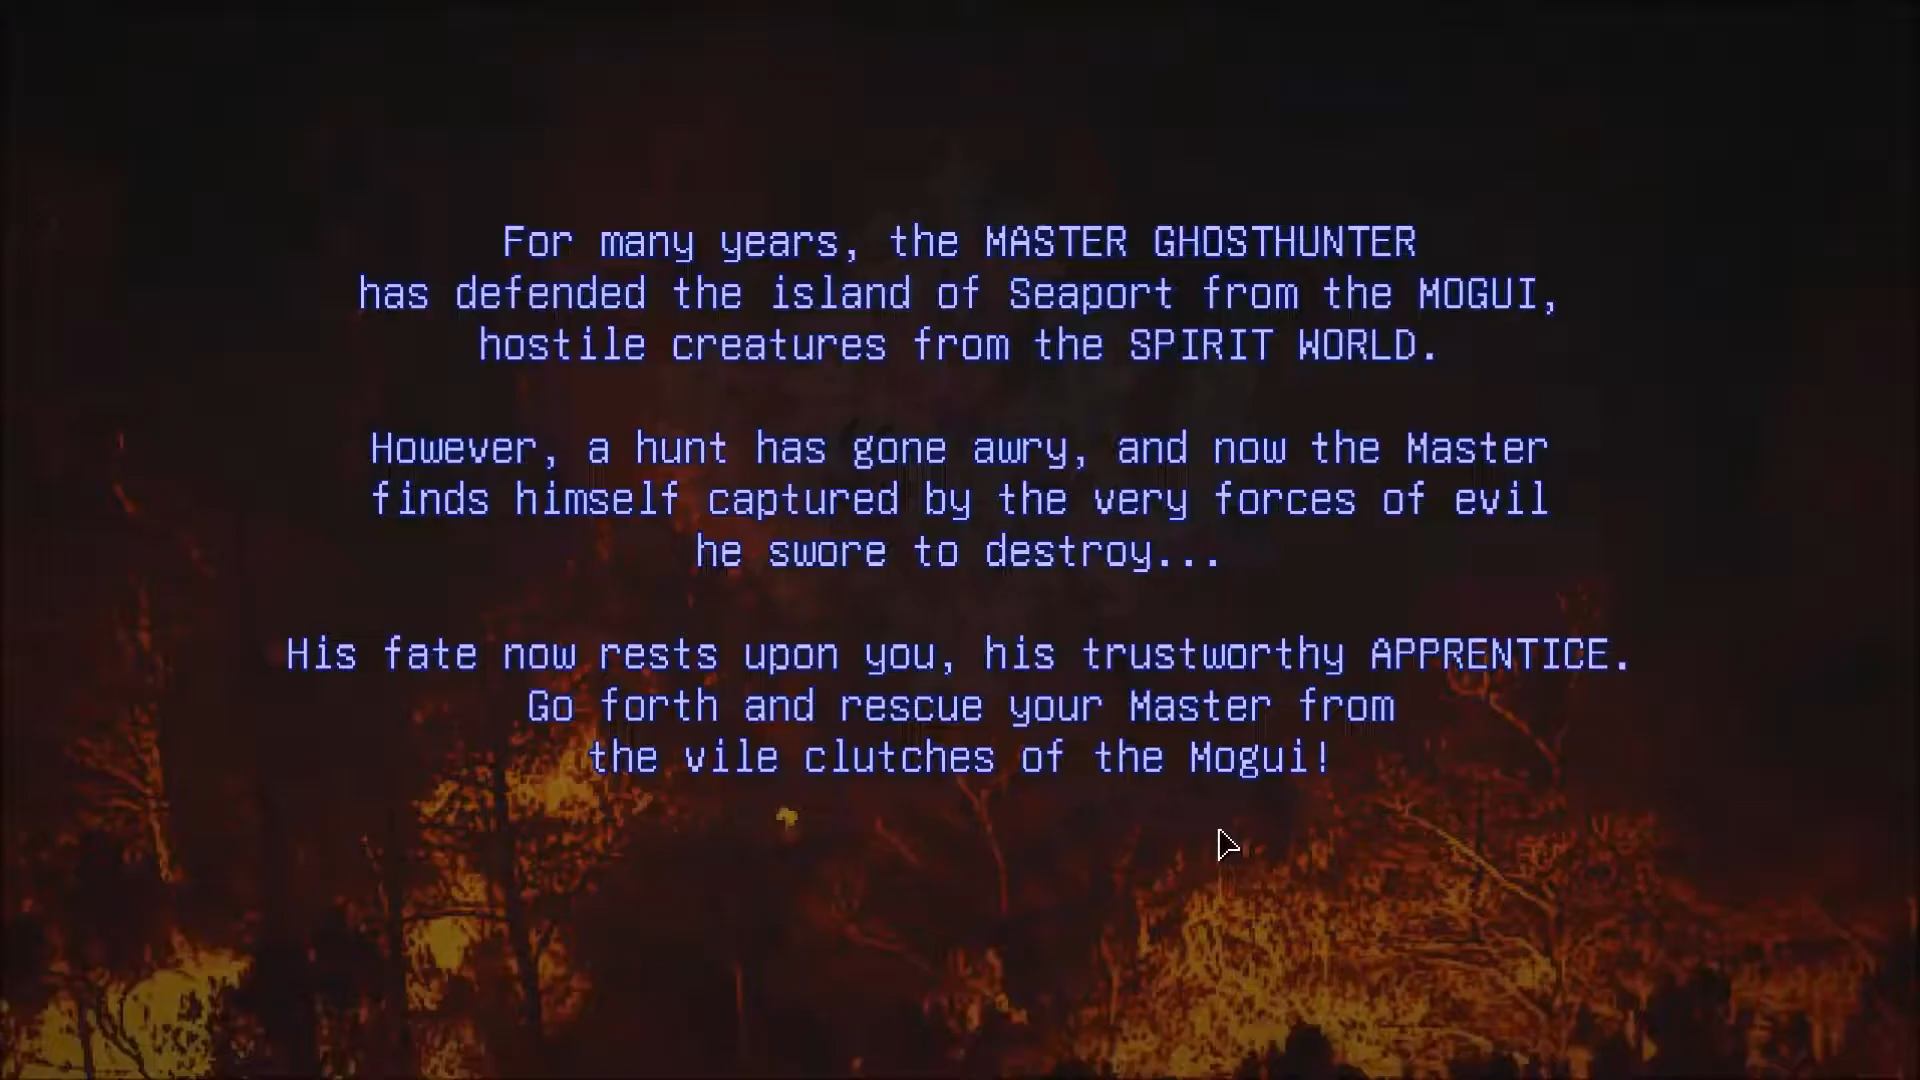 For many years, the MASTER GHOSTHUNTER
has defended the island of Seaport from the MOGUI,
hostile creatures from the SPIRIT WORLD.
However, a hunt has gone awry, and now the Master
finds himself captured by the very forces of evil
he swore to destroy...
His fate now rests upon you, his trustworthy APPRENTICE.
Go forth and rescue your Master from
the vile clutches of the Mogui!